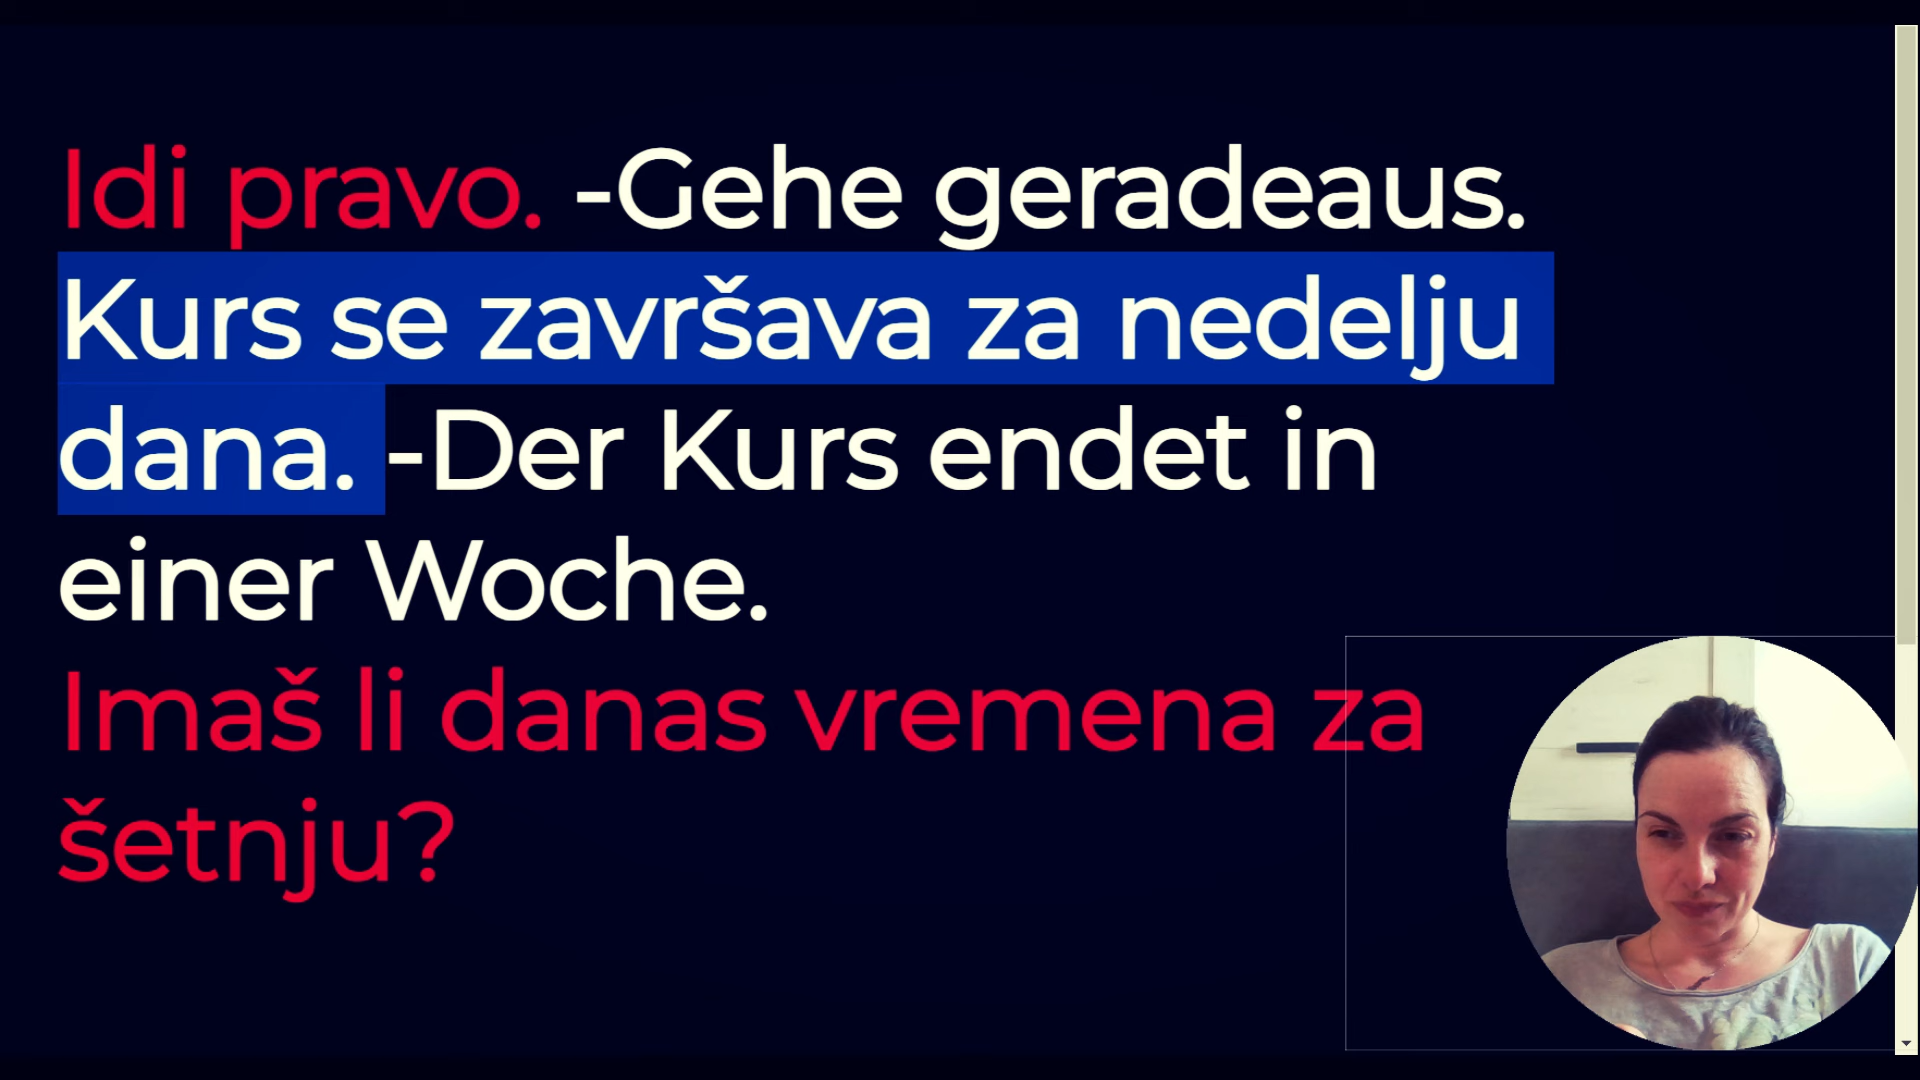 Idi pravo. -Gehe geradeaus.
Kurs se završava za nedelju
dana. -Der Kurs endet in
einer Woche.
Imaš li danas vremena za
šetnju?